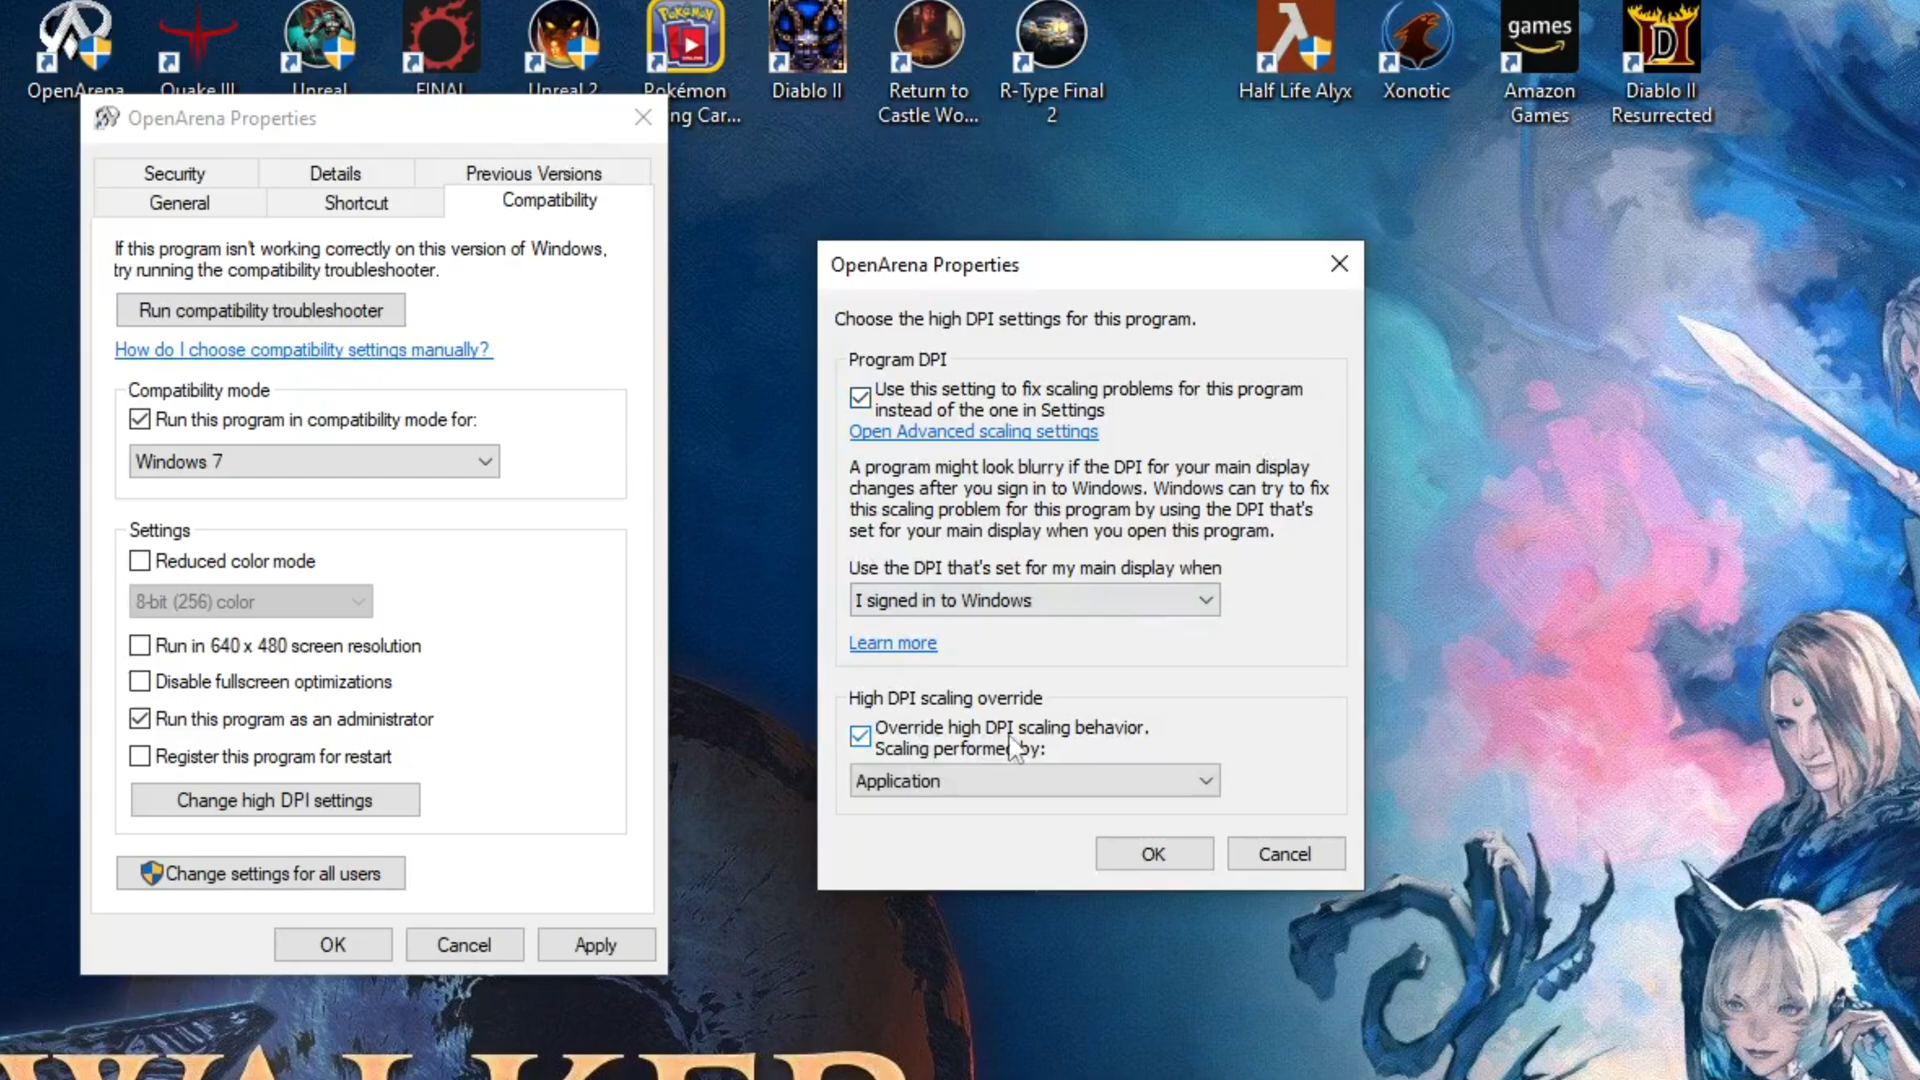 OpenArena
Quake III
Unreal
FINAL
Unreal 2
Pokémon
ng Car...
Diablo II
Return to
Castle Wo...
R-Type Final
2
Half Life Alyx
Xonotic
games
Amazon
Games
Diablo II
Resurrected
OpenArena Properties
Security
Details
Previous Versions
General
Shortcut
Compatibility
If this program isn't working correctly on this version of Windows,
try running the compatibility troubleshooter.
Run compatibility troubleshooter
How do I choose compatibility settings manually?
Compatibility mode
Run this program in compatibility mode for:
Windows 7
Settings
Reduced color mode
8-bit (256) color
Run in 640 x 480 screen resolution
Disable fullscreen optimizations
Run this program as an administrator
Register this program for restart
Change high DPI settings
Change settings for all users
OK
Cancel
Apply
OpenArena Properties
Choose the high DPI settings for this program.
Program DPI
Use this setting to fix scaling problems for this program
instead of the one in Settings
Open Advanced scaling settings
A program might look blurry if the DPI for your main display
changes after you sign in to Windows. Windows can try to fix
this scaling problem for this program by using the DPI that's
set for your main display when you open this program.
Use the DPI that's set for my main display when
I signed in to Windows
Learn more
High DPI scaling override
Override high DPI scaling behavior.
Scaling performed by:
Application
OK
Cancel
WALKER